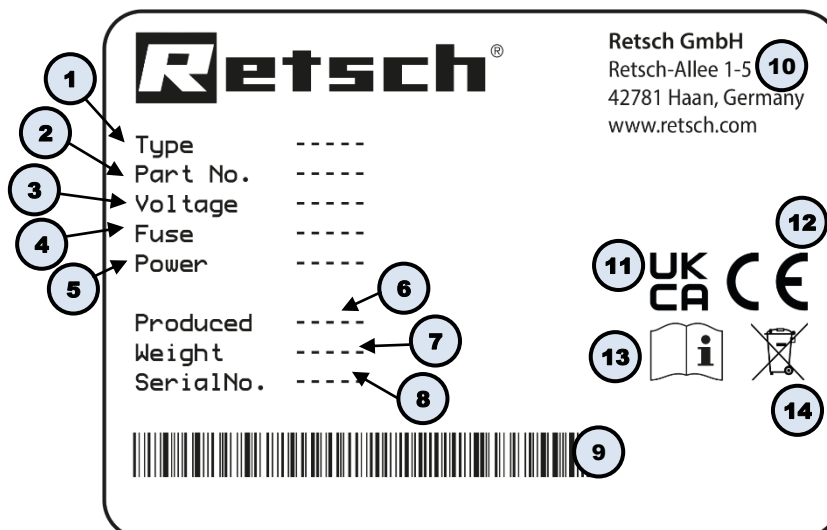 Retsch®
Retsch GmbH
Retsch-Allee 1-5
42781 Haan, Germany
www.retsch.com
1
2
3
4
5
Type -----
Part No. -----
Voltage -----
Fuse -----
Power -----
6
7
8
Produced -----
Weight -----
SerialNo. -----
9
10
11
UK
CA
12
CE
13
i
14